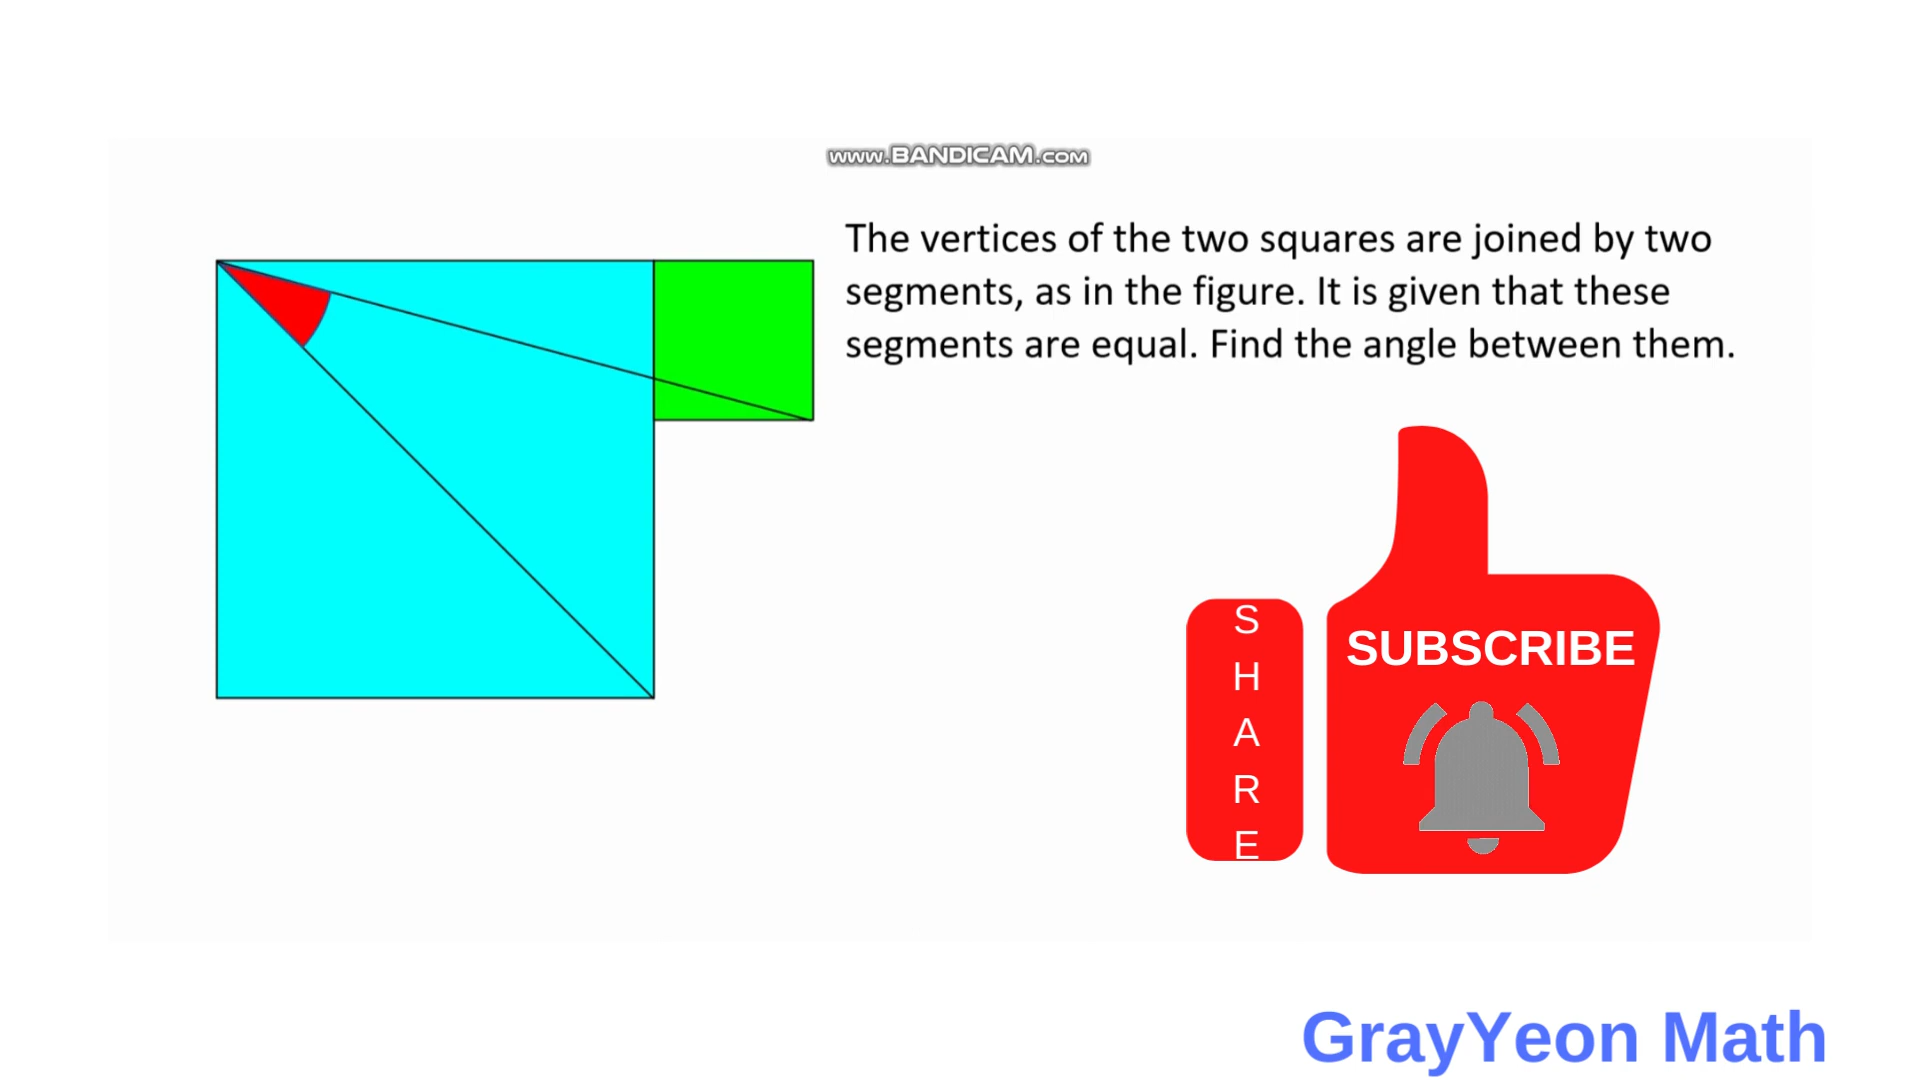 www.BANDICAM.com
The vertices of the two squares are joined by two
segments, as in the figure. It is given that these
segments are equal. Find the angle between them.
SHARE
SUBSCRIBE
GrayYeon Math